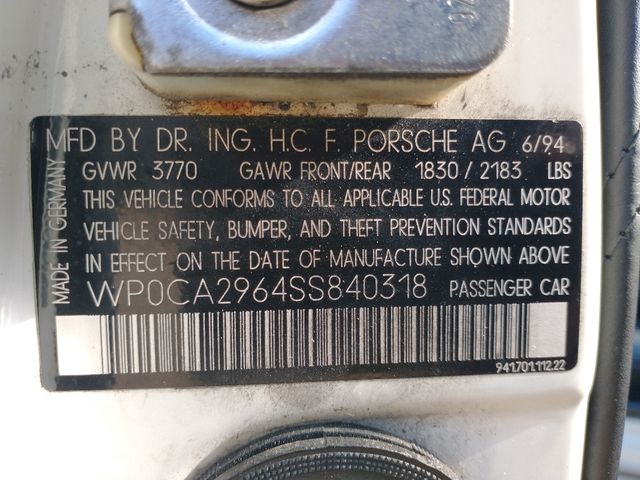 MFD BY DR. ING. H.C. F. PORSCHE AG 6/94
GVWR 3770 GAWR FRONT/REAR 1830 / 2183 LBS
THIS VEHICLE CONFORMS TO ALL APPLICABLE U.S. FEDERAL MOTOR
VEHICLE SAFETY, BUMPER, AND THEFT PREVENTION STANDARDS
IN EFFECT ON THE DATE OF MANUFACTURE SHOWN ABOVE
WP0CA2964SS840318 PASSENGER CAR
941.701.112.22
MADE IN GERMANY